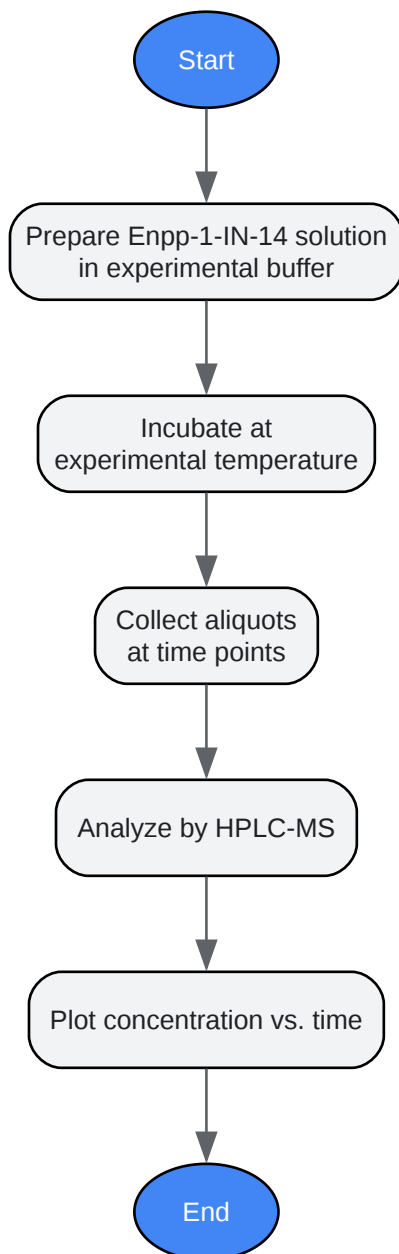 Start
Prepare Enpp-1-IN-14 solution
in experimental buffer
Incubate at
experimental temperature
Collect aliquots
at time points
Analyze by HPLC-MS
Plot concentration vs. time
End